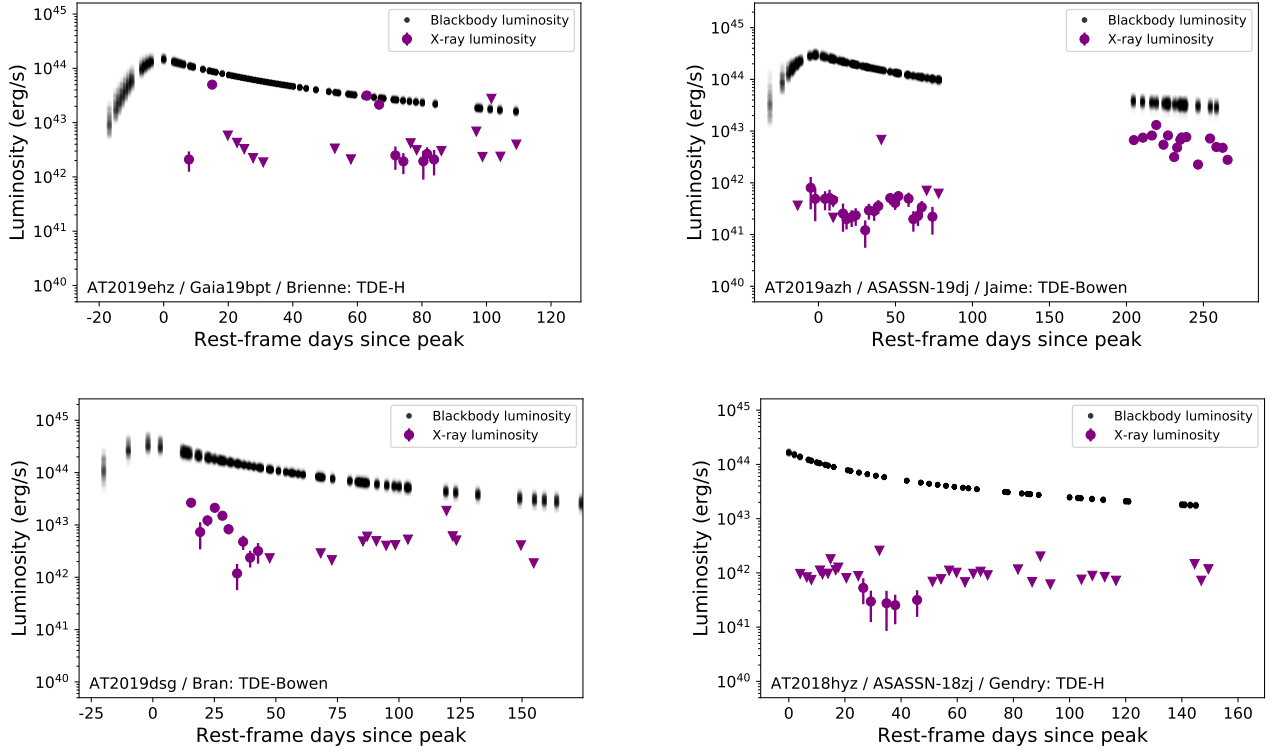 10^45
10^44
10^43
10^42
10^41
10^40
Luminosity (erg/s)
Blackbody luminosity
X-ray luminosity
AT2019ehz / Gaia19bpt / Brienne: TDE-H
-20 0 20 40 60 80 100 120
Rest-frame days since peak
10^45
10^44
10^43
10^42
10^41
10^40
Luminosity (erg/s)
Blackbody luminosity
X-ray luminosity
AT2019azh / ASASSN-19dj / Jaime: TDE-Bowen
0 50 100 150 200 250
Rest-frame days since peak
10^45
10^44
10^43
10^42
10^41
10^40
Luminosity (erg/s)
Blackbody luminosity
X-ray luminosity
AT2019dsg / Bran: TDE-Bowen
-25 0 25 50 75 100 125 150
Rest-frame days since peak
10^45
10^44
10^43
10^42
10^41
10^40
Luminosity (erg/s)
Blackbody luminosity
X-ray luminosity
AT2018hyz / ASASSN-18zj / Gendry: TDE-H
0 20 40 60 80 100 120 140 160
Rest-frame days since peak